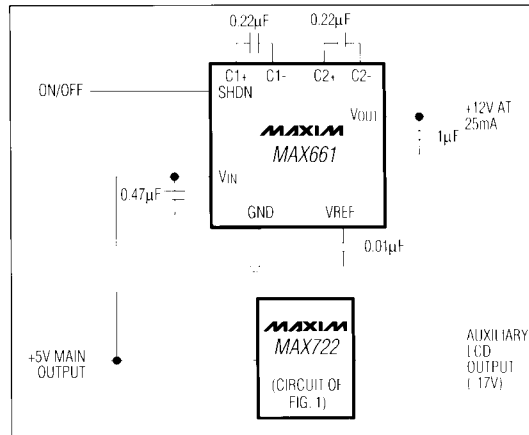 0.22µF 0.22µF
C1+ C1- C2+ C2-
ON/OFF
SHDN
+12V AT
25mA
VOUT
MAXIM
MAX661
1µF
VIN
0.47µF
GND VREF
0.01µF
MAXIM
MAX722
(CIRCUIT OF
FIG. 1)
+5V MAIN
OUTPUT
AUXILIARY
LCD
OUTPUT
( 17V)